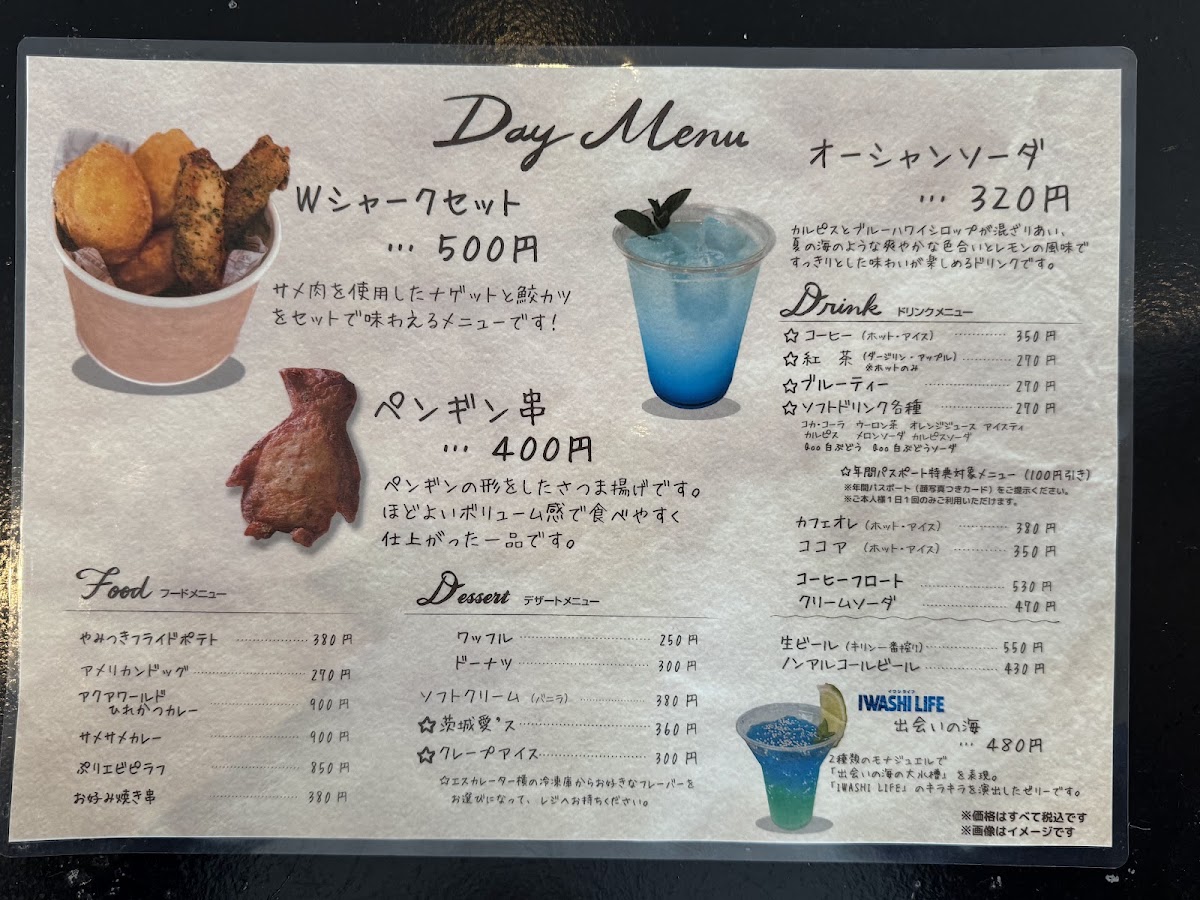 Day Menu
Wシャークセット
… 500円
サメ肉を使用したナゲットと鮫カツ
をセットで味わえるメニューです!
ペンギン串
… 400円
ペンギンの形をしたさつま揚げです。
ほどよいボリューム感で食べやすく
仕上がった一品です。
オーシャンソーダ
… 320円
カルピスとブルーハワイシロップが混ざりあい、
夏の海のような爽やかな色合いとレモンの風味で
すっきりとした味わいが楽しめるドリンクです。
Drink ドリンクメニュー
☆コーヒー(ホット・アイス) ………… 350円
☆紅 茶(ダージリン・アップル) ………… 270円
※ホットのみ
☆ブルーティー ………… 270円
☆ソフトドリンク各種 ………… 270円
コカ・コーラ ウーロン茶 オレンジジュース アイスティ
カルピス メロンソーダ カルピスソーダ
Qoo白ぶどう Qoo白ぶどうソーダ
☆年間パスポート特典対象メニュー(100円引き)
※年間パスポート(顔写真つきカード)をご提示ください。
※ご本人様1日1回のみご利用いただけます。
カフェオレ(ホット・アイス) ………… 380円
ココア (ホット・アイス) ………… 350円
コーヒーフロート ………… 530円
クリームソーダ ………… 470円
生ビール(キリン一番搾り) ………… 550円
ノンアルコールビール ………… 430円
IWASHI LIFE
イワシライフ
出会いの海
… 480円
2種類のモナジュエルで
「出会いの海の大水槽」を表現。
「IWASHI LIFE」のキラキラを演出したゼリーです。
※価格はすべて税込です
※画像はイメージです
Food フードメニュー
やみつきフライドポテト ………… 380円
アメリカンドッグ ………… 270円
アクアワールド
ひれかつカレー ………… 900円
サメサメカレー ………… 900円
ぷりエビピラフ ………… 850円
お好み焼き串 ………… 380円
Dessert デザートメニュー
ワッフル ………… 250円
ドーナツ ………… 300円
ソフトクリーム(バニラ) ………… 380円
☆茨城愛'ス ………… 360円
☆クレープアイス ………… 300円
☆エスカレーター横の冷凍庫からお好きなフレーバーを
お選びになって、レジへお持ちください。